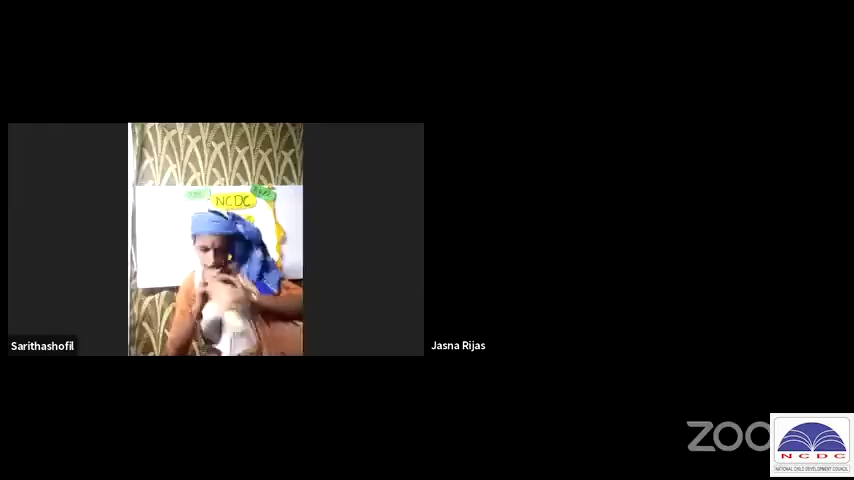 NCDC
Sarithashofil
Jasna Rijas
ZOO
NCDC
NATIONAL CHILD DEVELOPMENT COUNCIL